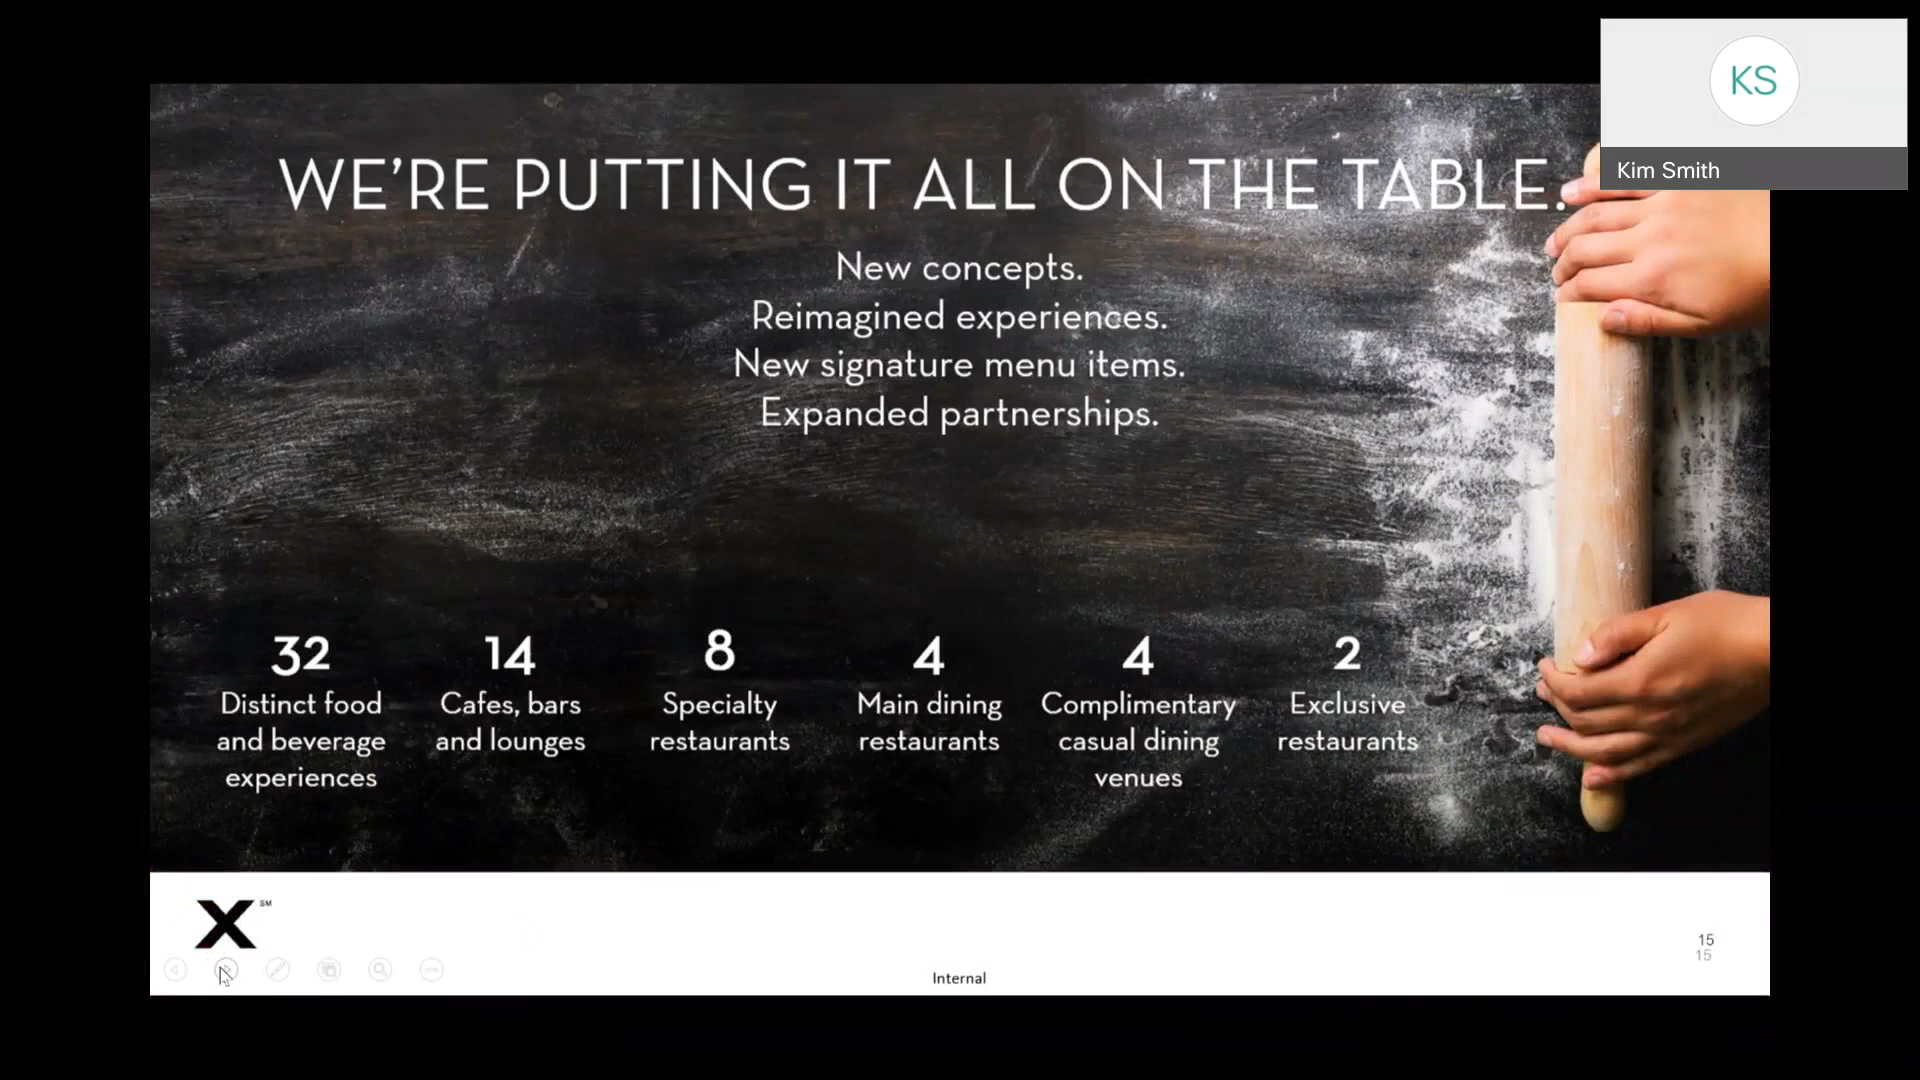 KS
Kim Smith
WE'RE PUTTING IT ALL ON THE TABLE.
New concepts.
Reimagined experiences.
New signature menu items.
Expanded partnerships.
32
Distinct food
and beverage
experiences
14
Cafes, bars
and lounges
8
Specialty
restaurants
4
Main dining
restaurants
4
Complimentary
casual dining
venues
2
Exclusive
restaurants
X SM
15
15
Internal